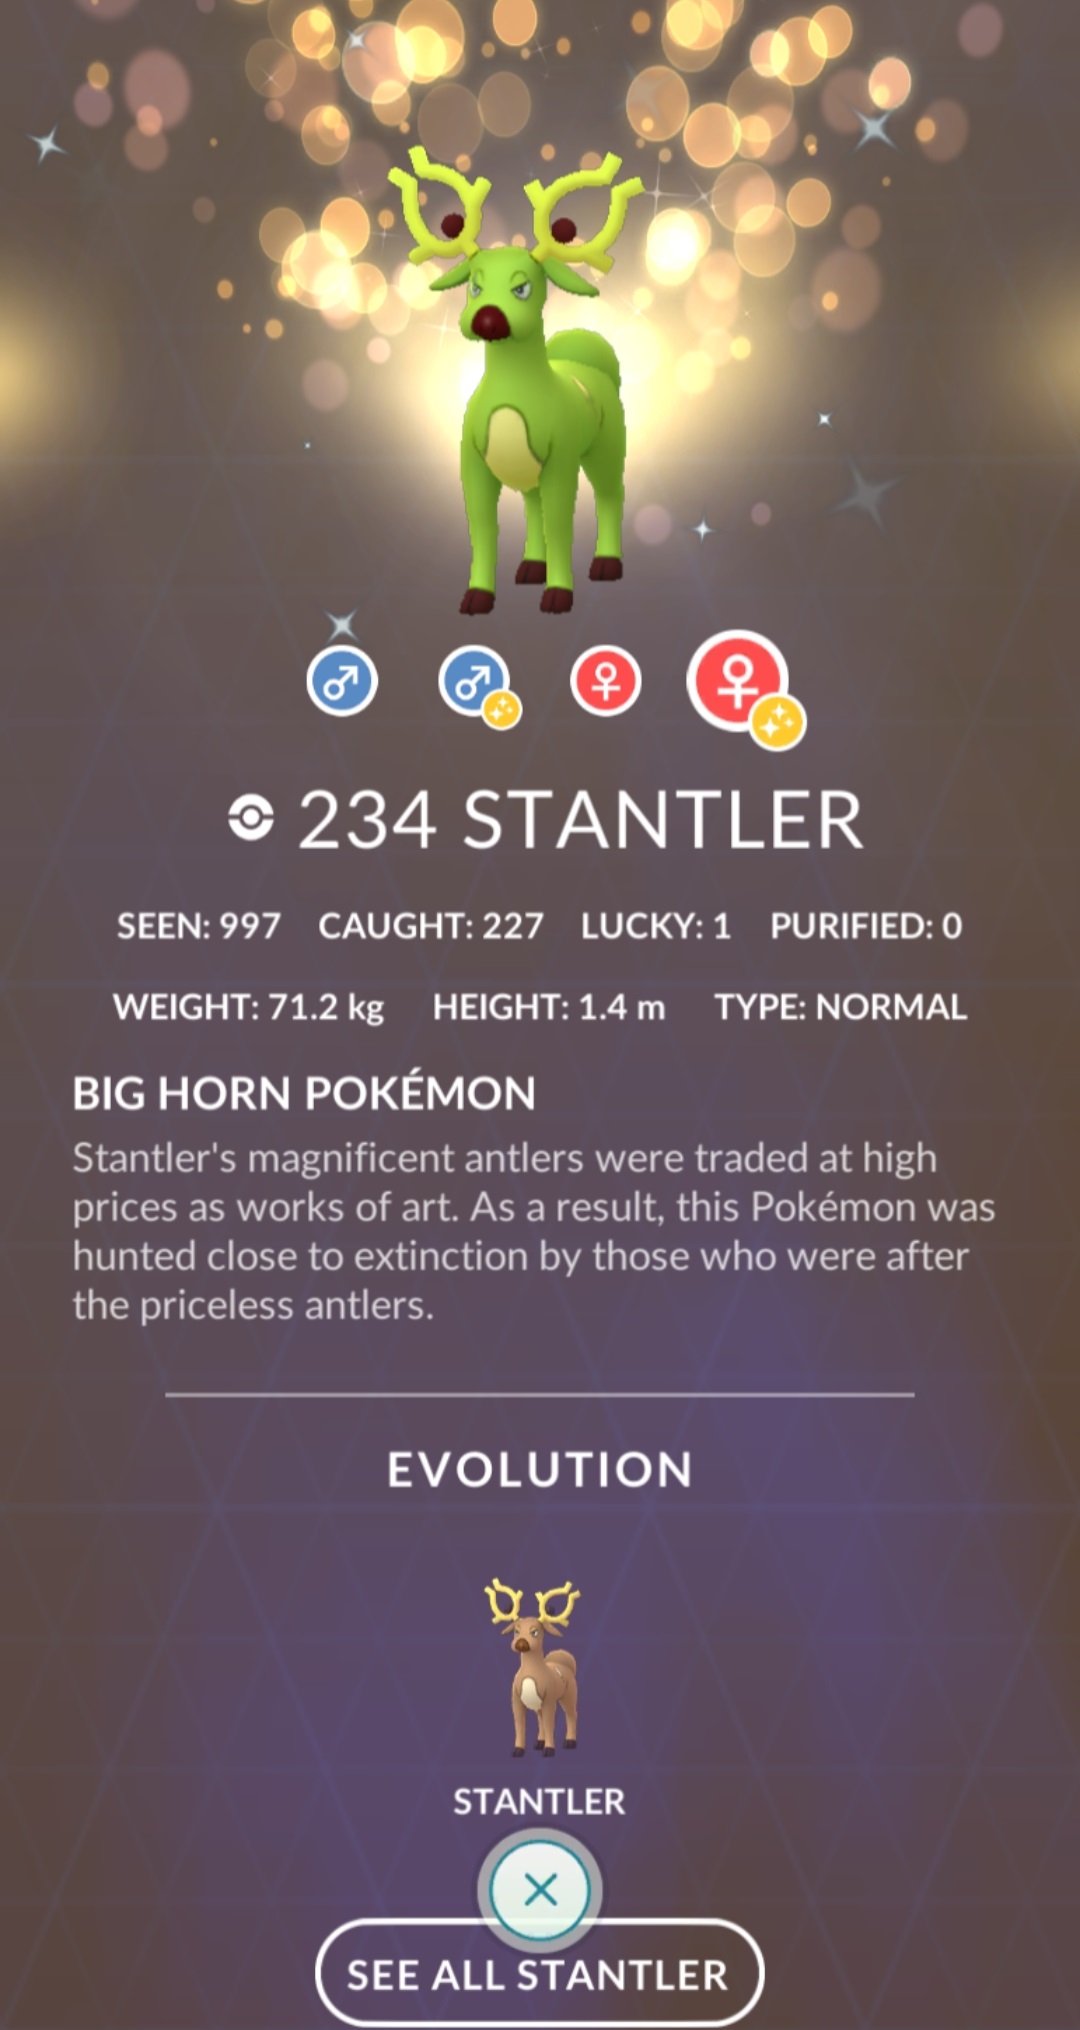 234 STANTLER
SEEN: 997 CAUGHT: 227 LUCKY: 1 PURIFIED: 0
WEIGHT: 71.2 kg HEIGHT: 1.4 m TYPE: NORMAL
BIG HORN POKÉMON
Stantler's magnificent antlers were traded at high
prices as works of art. As a result, this Pokémon was
hunted close to extinction by those who were after
the priceless antlers.
EVOLUTION
STANTLER
SEE ALL STANTLER